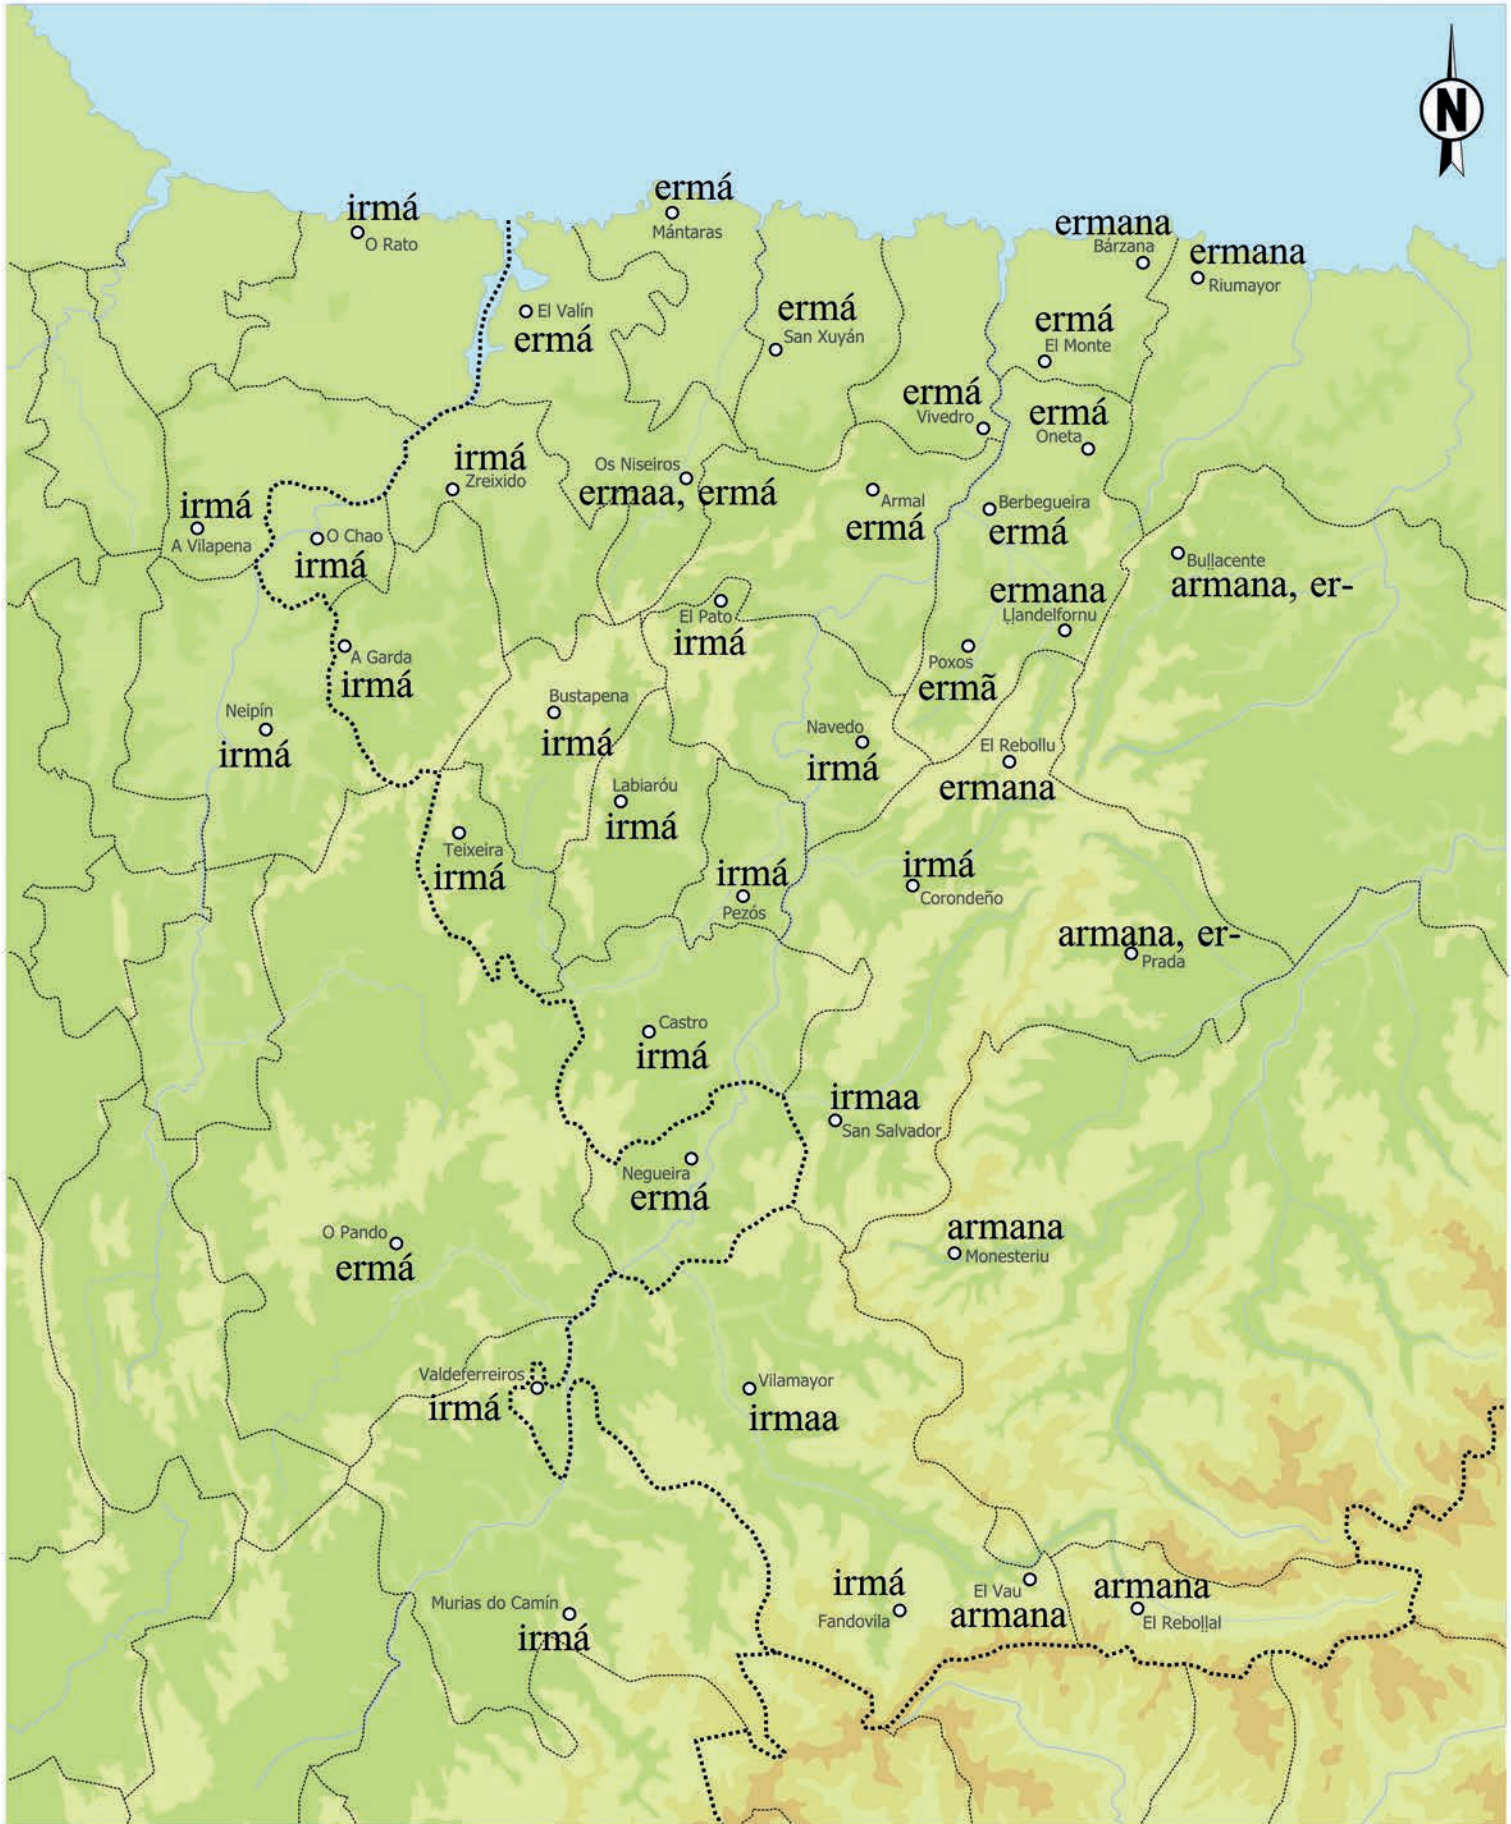 N
irmá
O Rato
ermá
Mántaras
ermana
Bárzana
ermana
Riumayor
El Valín
ermá
ermá
San Xuyán
ermá
El Monte
ermá
Vivedro
ermá
Oneta
irmá
Zreixido
Os Niseiros
ermaa, ermá
Armal
ermá
Berbegueira
ermá
irmá
A Vilapena
O Chao
irmá
Buḷḷacente
armana, er-
ermana
Ḷḷandelfornu
El Pato
irmá
A Garda
irmá
Poxos
ermã
Neipín
irmá
Bustapena
irmá
Navedo
irmá
El Rebollu
ermana
Labiaróu
irmá
Teixeira
irmá
irmá
Pezós
irmá
Corondeño
armana, er-
Prada
Castro
irmá
irmaa
San Salvador
Negueira
ermá
O Pando
ermá
armana
Monesteriu
Valdeferreiros
irmá
Vilamayor
irmaa
irmá
Fandovila
El Vau
armana
armana
El Reboḷḷal
Murias do Camín
irmá